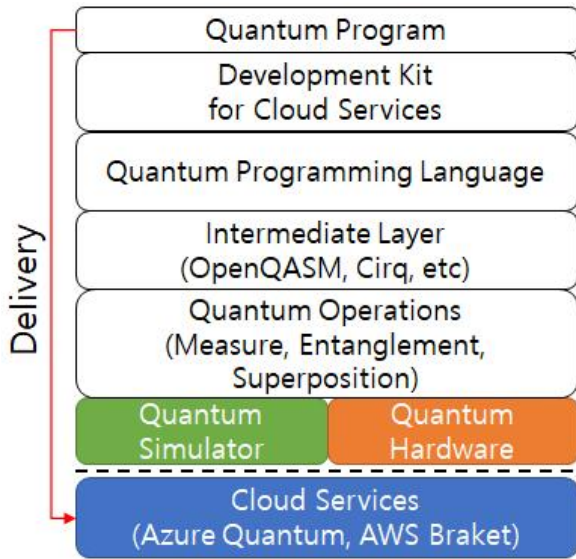 Quantum Program
Development Kit
for Cloud Services
Quantum Programming Language
Intermediate Layer
(OpenQASM, Cirq, etc)
Quantum Operations
(Measure, Entanglement,
Superposition)
Quantum
Simulator
Quantum
Hardware
Cloud Services
(Azure Quantum, AWS Braket)
Delivery